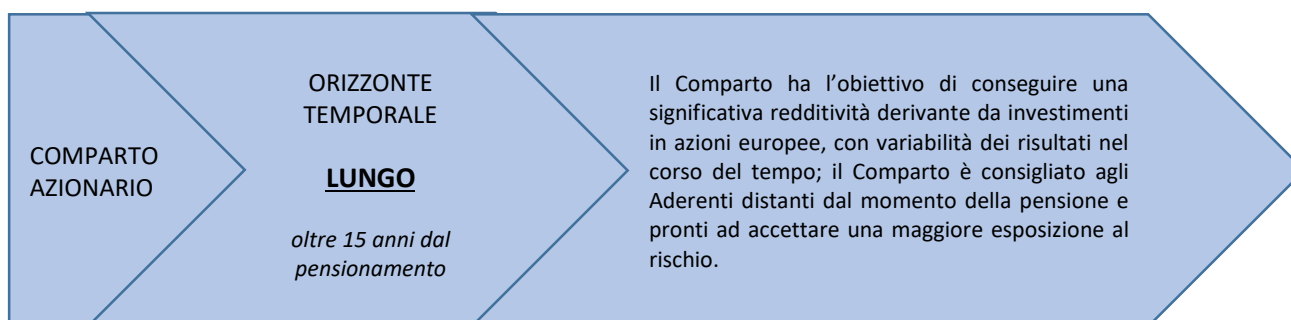 COMPARTO
AZIONARIO
ORIZZONTE
TEMPORALE
LUNGO
oltre 15 anni dal
pensionamento
Il Comparto ha l’obiettivo di conseguire una
significativa redditività derivante da investimenti
in azioni europee, con variabilità dei risultati nel
corso del tempo; il Comparto è consigliato agli
Aderenti distanti dal momento della pensione e
pronti ad accettare una maggiore esposizione al
rischio.